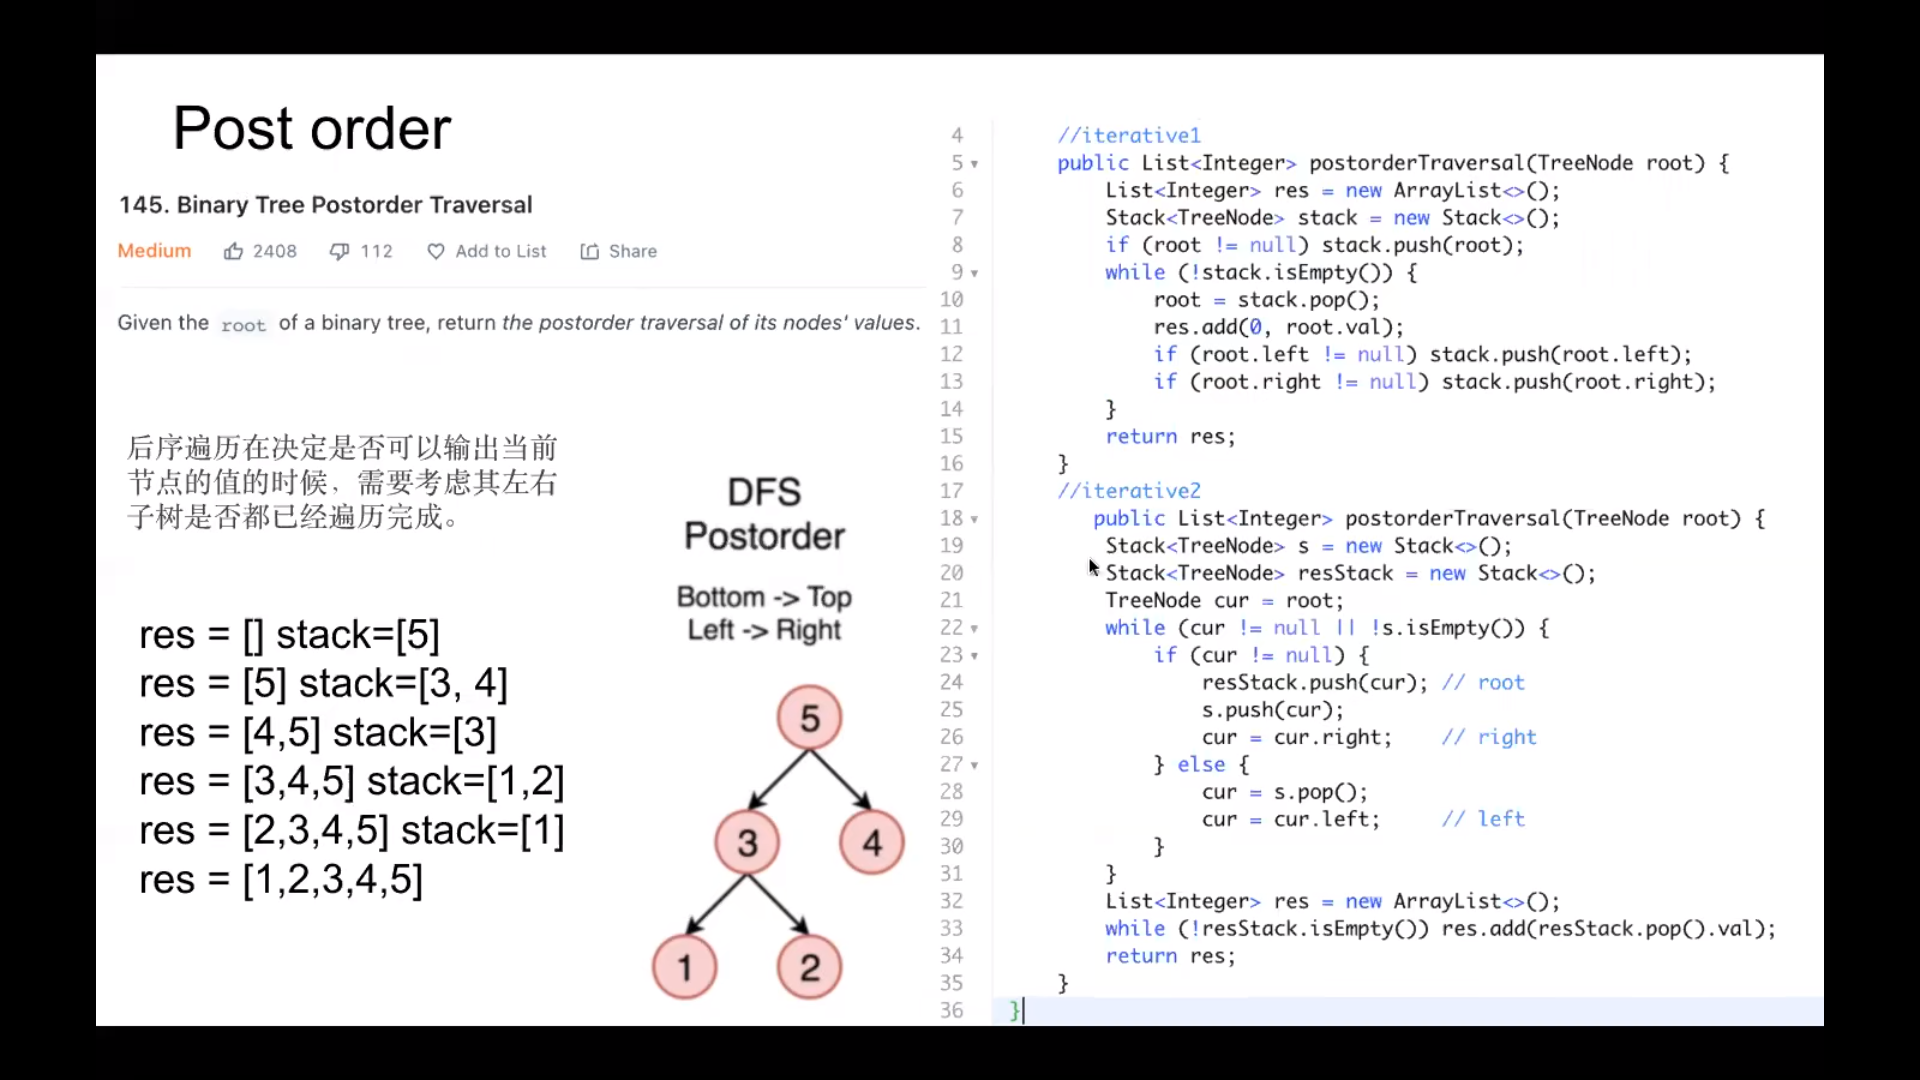 Post order
145. Binary Tree Postorder Traversal
Medium 2408 112 Add to List Share
Given the root of a binary tree, return the postorder traversal of its nodes' values.
后序遍历在决定是否可以输出当前
节点的值的时候，需要考虑其左右
子树是否都已经遍历完成。
res = [] stack=[5]
res = [5] stack=[3, 4]
res = [4,5] stack=[3]
res = [3,4,5] stack=[1,2]
res = [2,3,4,5] stack=[1]
res = [1,2,3,4,5]
DFS
Postorder
Bottom -> Top
Left -> Right
5
3 4
1 2
4 //iterative1
5 public List<Integer> postorderTraversal(TreeNode root) {
6 List<Integer> res = new ArrayList<>();
7 Stack<TreeNode> stack = new Stack<>();
8 if (root != null) stack.push(root);
9 while (!stack.isEmpty()) {
10 root = stack.pop();
11 res.add(0, root.val);
12 if (root.left != null) stack.push(root.left);
13 if (root.right != null) stack.push(root.right);
14 }
15 return res;
16 }
17 //iterative2
18 public List<Integer> postorderTraversal(TreeNode root) {
19 Stack<TreeNode> s = new Stack<>();
20 Stack<TreeNode> resStack = new Stack<>();
21 TreeNode cur = root;
22 while (cur != null || !s.isEmpty()) {
23 if (cur != null) {
24 resStack.push(cur); // root
25 s.push(cur);
26 cur = cur.right; // right
27 } else {
28 cur = s.pop();
29 cur = cur.left; // left
30 }
31 }
32 List<Integer> res = new ArrayList<>();
33 while (!resStack.isEmpty()) res.add(resStack.pop().val);
34 return res;
35 }
36 }